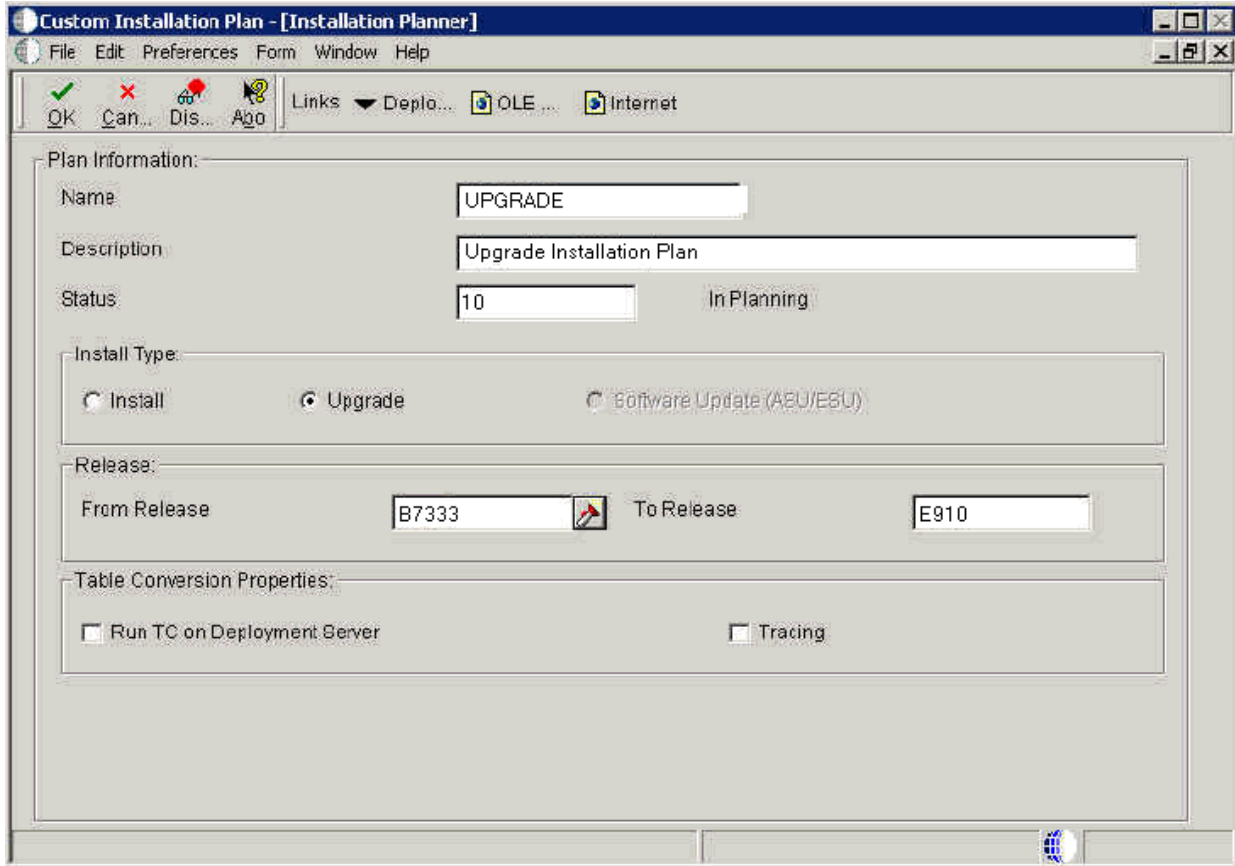 Custom Installation Plan - [Installation Planner]
File Edit Preferences Form Window Help
OK Can... Dis... Abo Links Deplo... OLE ... Internet
Plan Information:
Name UPGRADE
Description Upgrade Installation Plan
Status 10 In Planning
Install Type:
Install Upgrade Software Update (ASU/ESU)
Release:
From Release B7333 To Release E910
Table Conversion Properties:
Run TC on Deployment Server Tracing